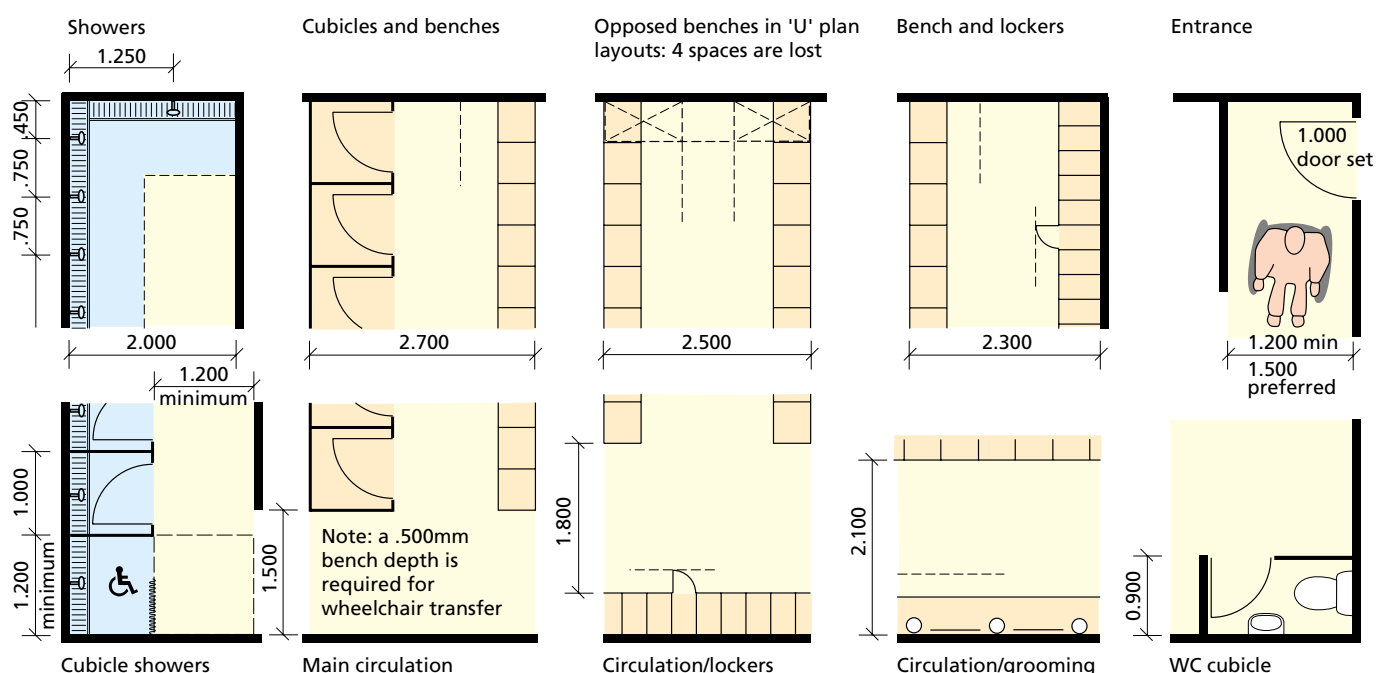 Showers
Cubicles and benches
Opposed benches in 'U' plan
layouts: 4 spaces are lost
Bench and lockers
Entrance
1.250
.450
.750
.750
1.000
door set
2.000
2.700
2.500
2.300
1.200 min
1.500
preferred
1.200
minimum
1.000
1.200
minimum
1.500
Note: a .500mm
bench depth is
required for
wheelchair transfer
1.800
2.100
0.900
Cubicle showers
Main circulation
Circulation/lockers
Circulation/grooming
WC cubicle